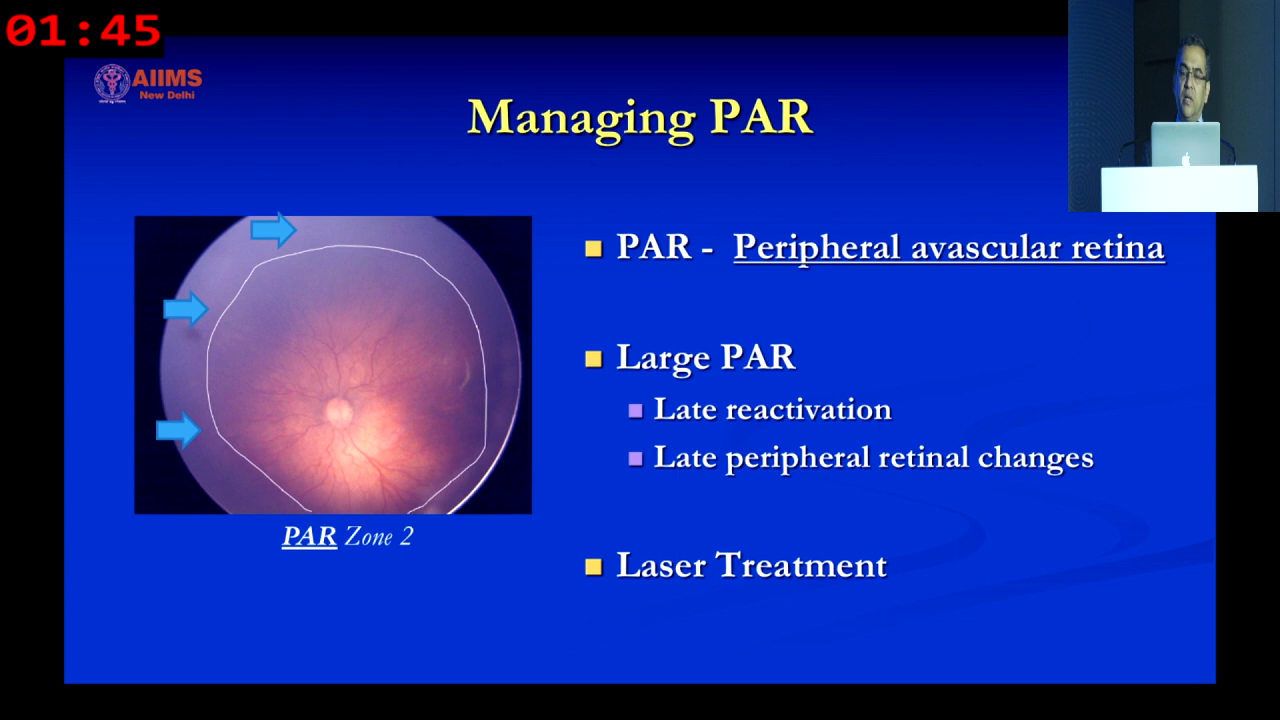 01:45
AIIMS
New Delhi
Managing PAR
PAR - Peripheral avascular retina
Large PAR
Late reactivation
Late peripheral retinal changes
Laser Treatment
PAR Zone 2